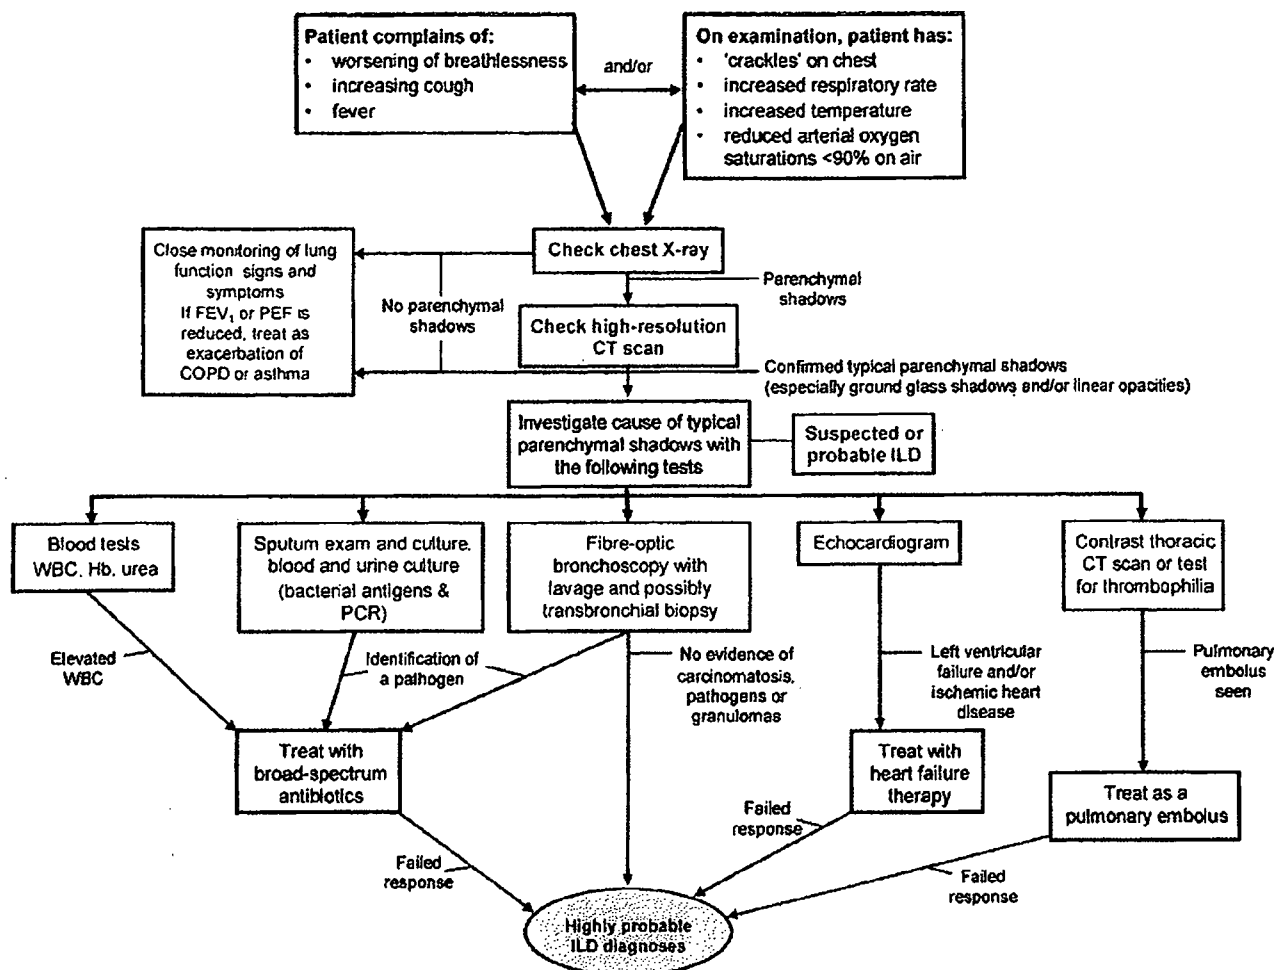 Patient complains of:
• worsening of breathlessness
• increasing cough
• fever
and/or
On examination, patient has:
• 'crackles' on chest
• increased respiratory rate
• increased temperature
• reduced arterial oxygen
saturations <90% on air
Close monitoring of lung
function signs and
symptoms
If FEV₁ or PEF is
reduced, treat as
exacerbation of
COPD or asthma
Check chest X-ray
No parenchymal
shadows
Parenchymal
shadows
Check high-resolution
CT scan
Confirmed typical parenchymal shadows
(especially ground glass shadows and/or linear opacities)
Investigate cause of typical
parenchymal shadows with
the following tests
Suspected or
probable ILD
Blood tests
WBC, Hb, urea
Sputum exam and culture,
blood and urine culture
(bacterial antigens &
PCR)
Fibre-optic
bronchoscopy with
lavage and possibly
transbronchial biopsy
Echocardiogram
Contrast thoracic
CT scan or test
for thrombophilia
Elevated
WBC
Identification of
a pathogen
No evidence of
carcinomatosis,
pathogens or
granulomas
Left ventricular
failure and/or
ischemic heart
disease
Pulmonary
embolus
seen
Treat with
broad-spectrum
antibiotics
Treat with
heart failure
therapy
Treat as a
pulmonary embolus
Failed
response
Failed
response
Failed
response
Highly probable
ILD diagnoses